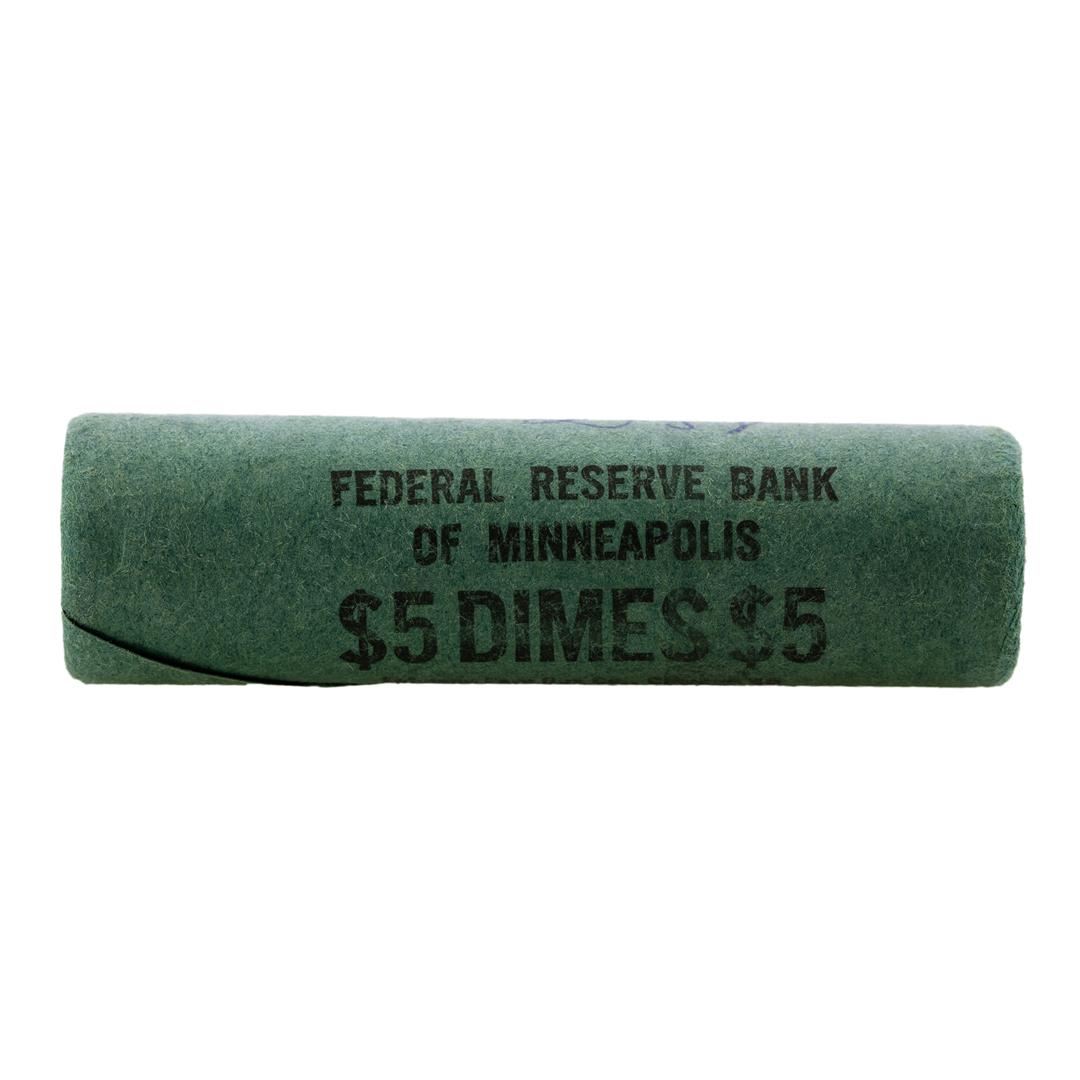 FEDERAL RESERVE BANK
OF MINNEAPOLIS
$5 DIMES $5